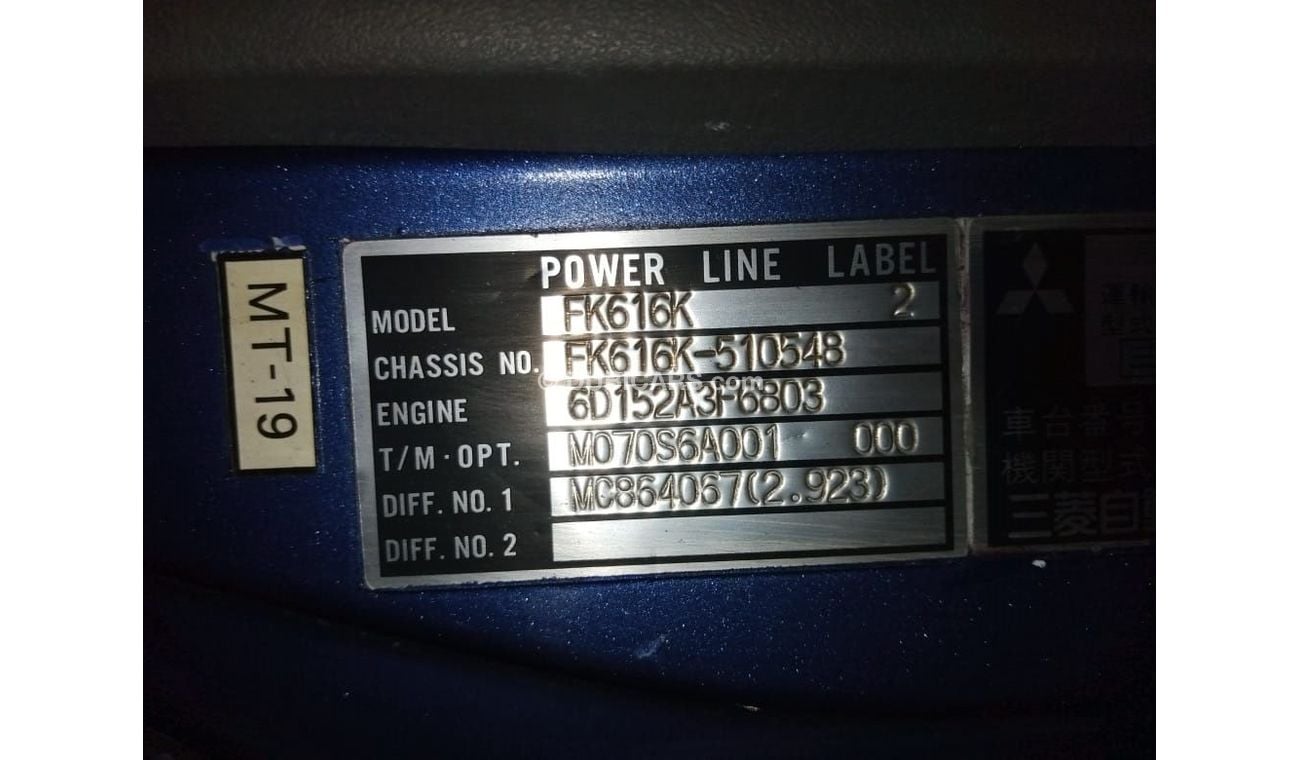 POWER LINE LABEL
MODEL FK616K 2
CHASSIS NO. FK616K-510548
ENGINE 6D152A3F6803
T/M·OPT. M070S6A001 000
DIFF. NO. 1 MC864067(2.923)
DIFF. NO. 2
MT-19
車台番号
機関型式
三菱自